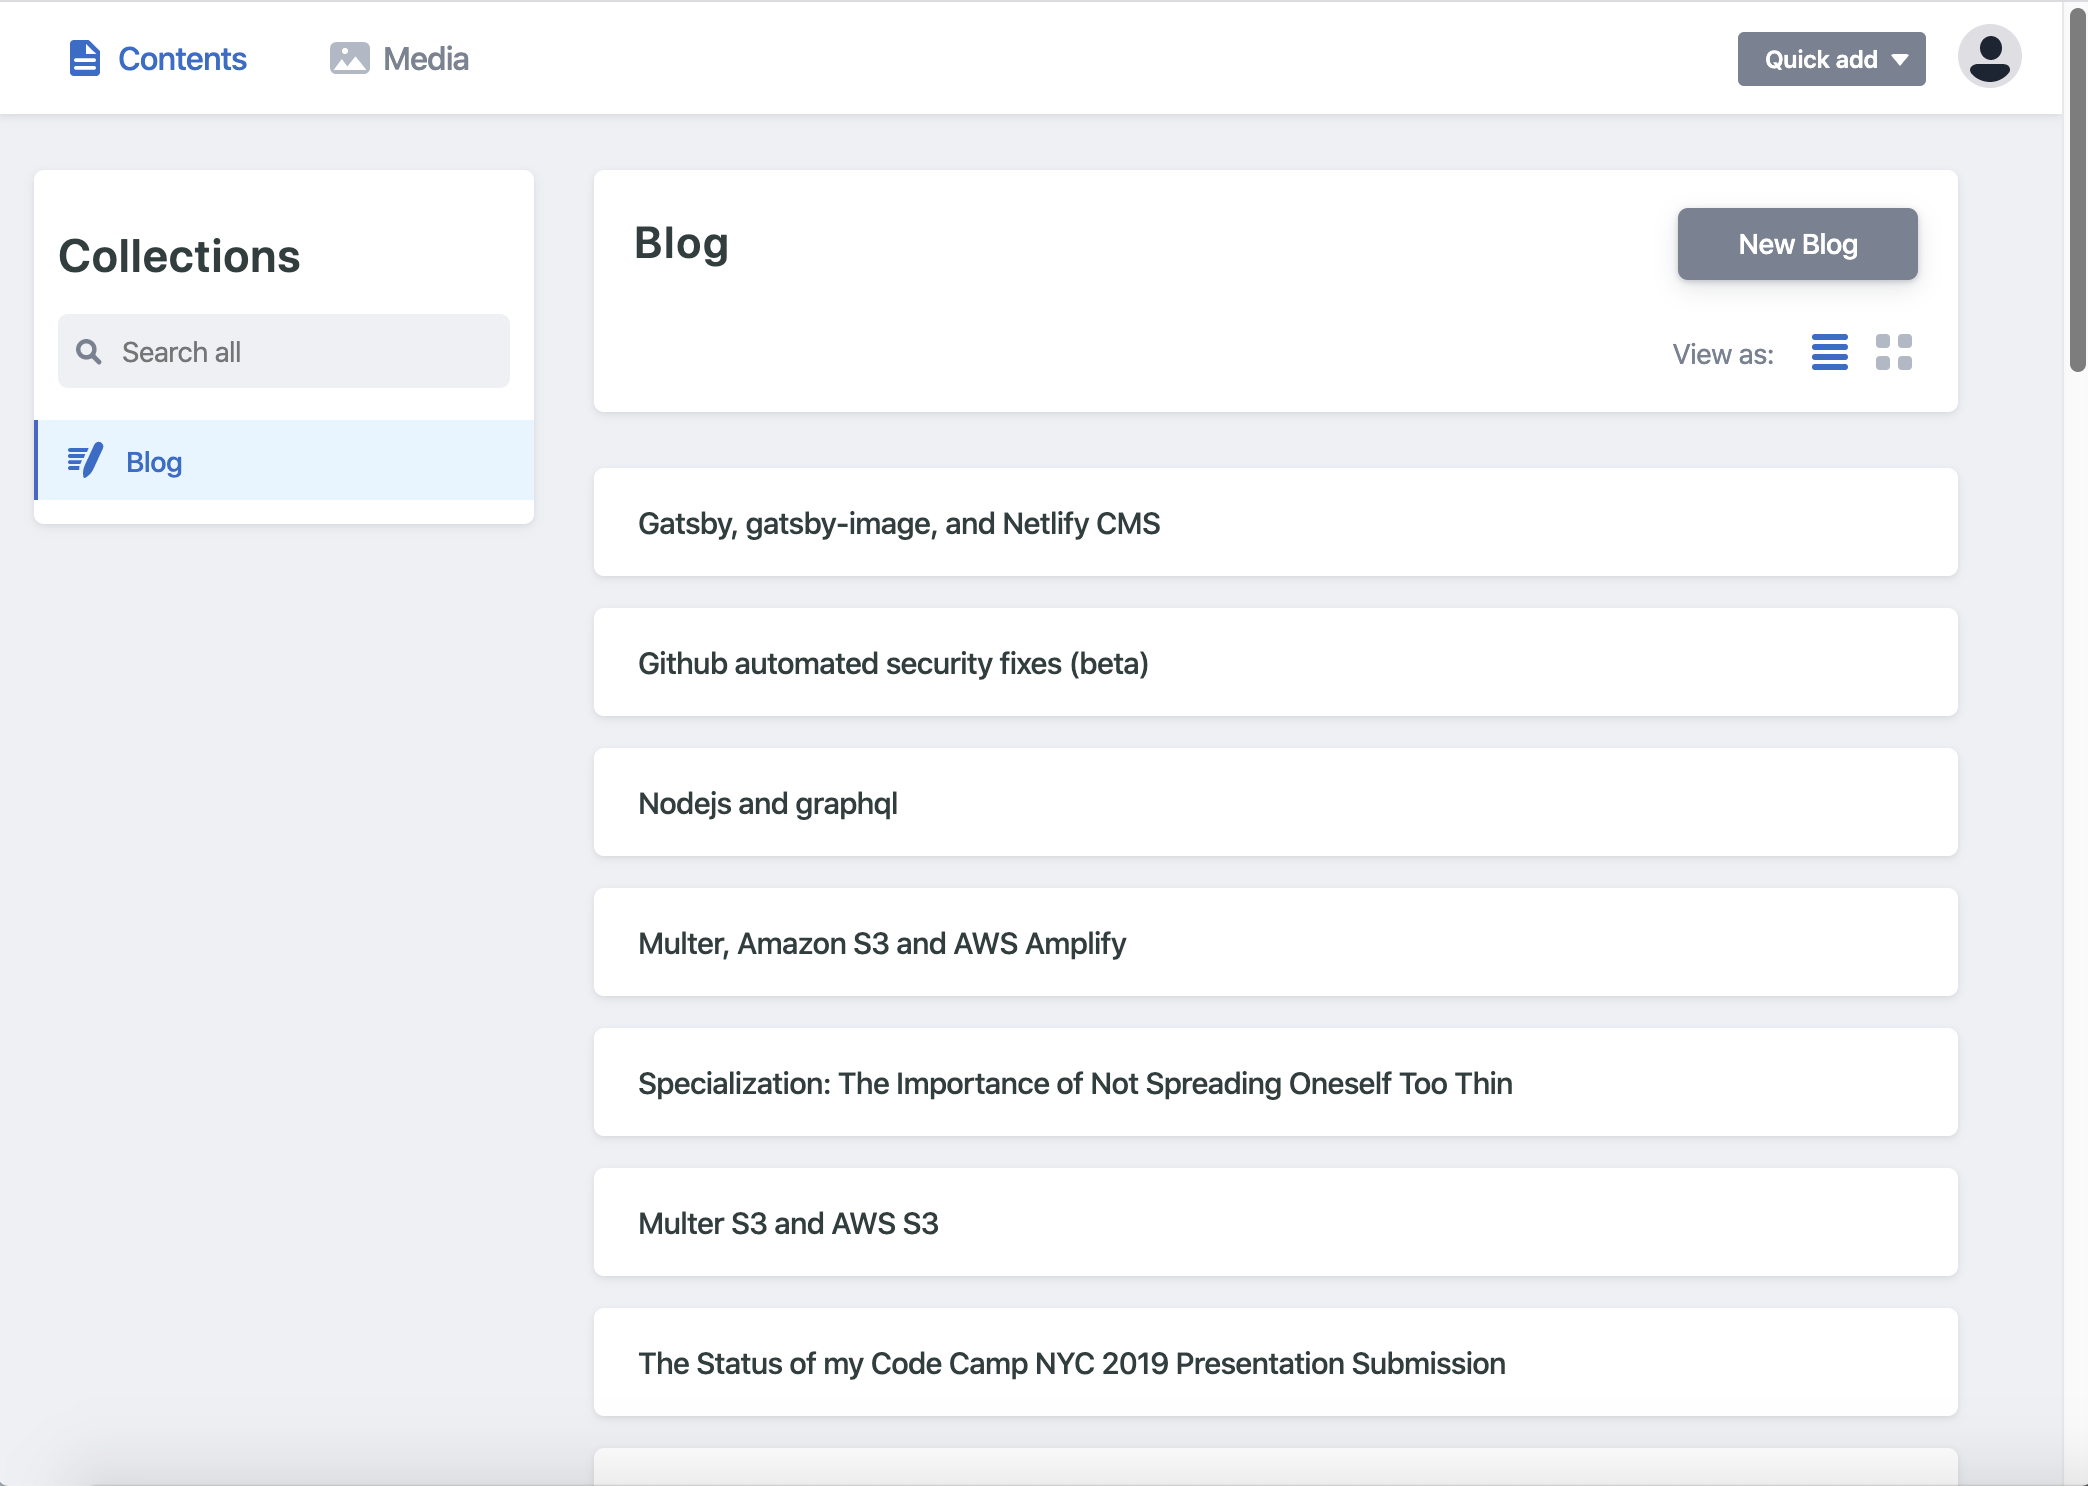 Contents
Media
Quick add
Collections
Search all
Blog
Blog
New Blog
View as:
Gatsby, gatsby-image, and Netlify CMS
Github automated security fixes (beta)
Nodejs and graphql
Multer, Amazon S3 and AWS Amplify
Specialization: The Importance of Not Spreading Oneself Too Thin
Multer S3 and AWS S3
The Status of my Code Camp NYC 2019 Presentation Submission